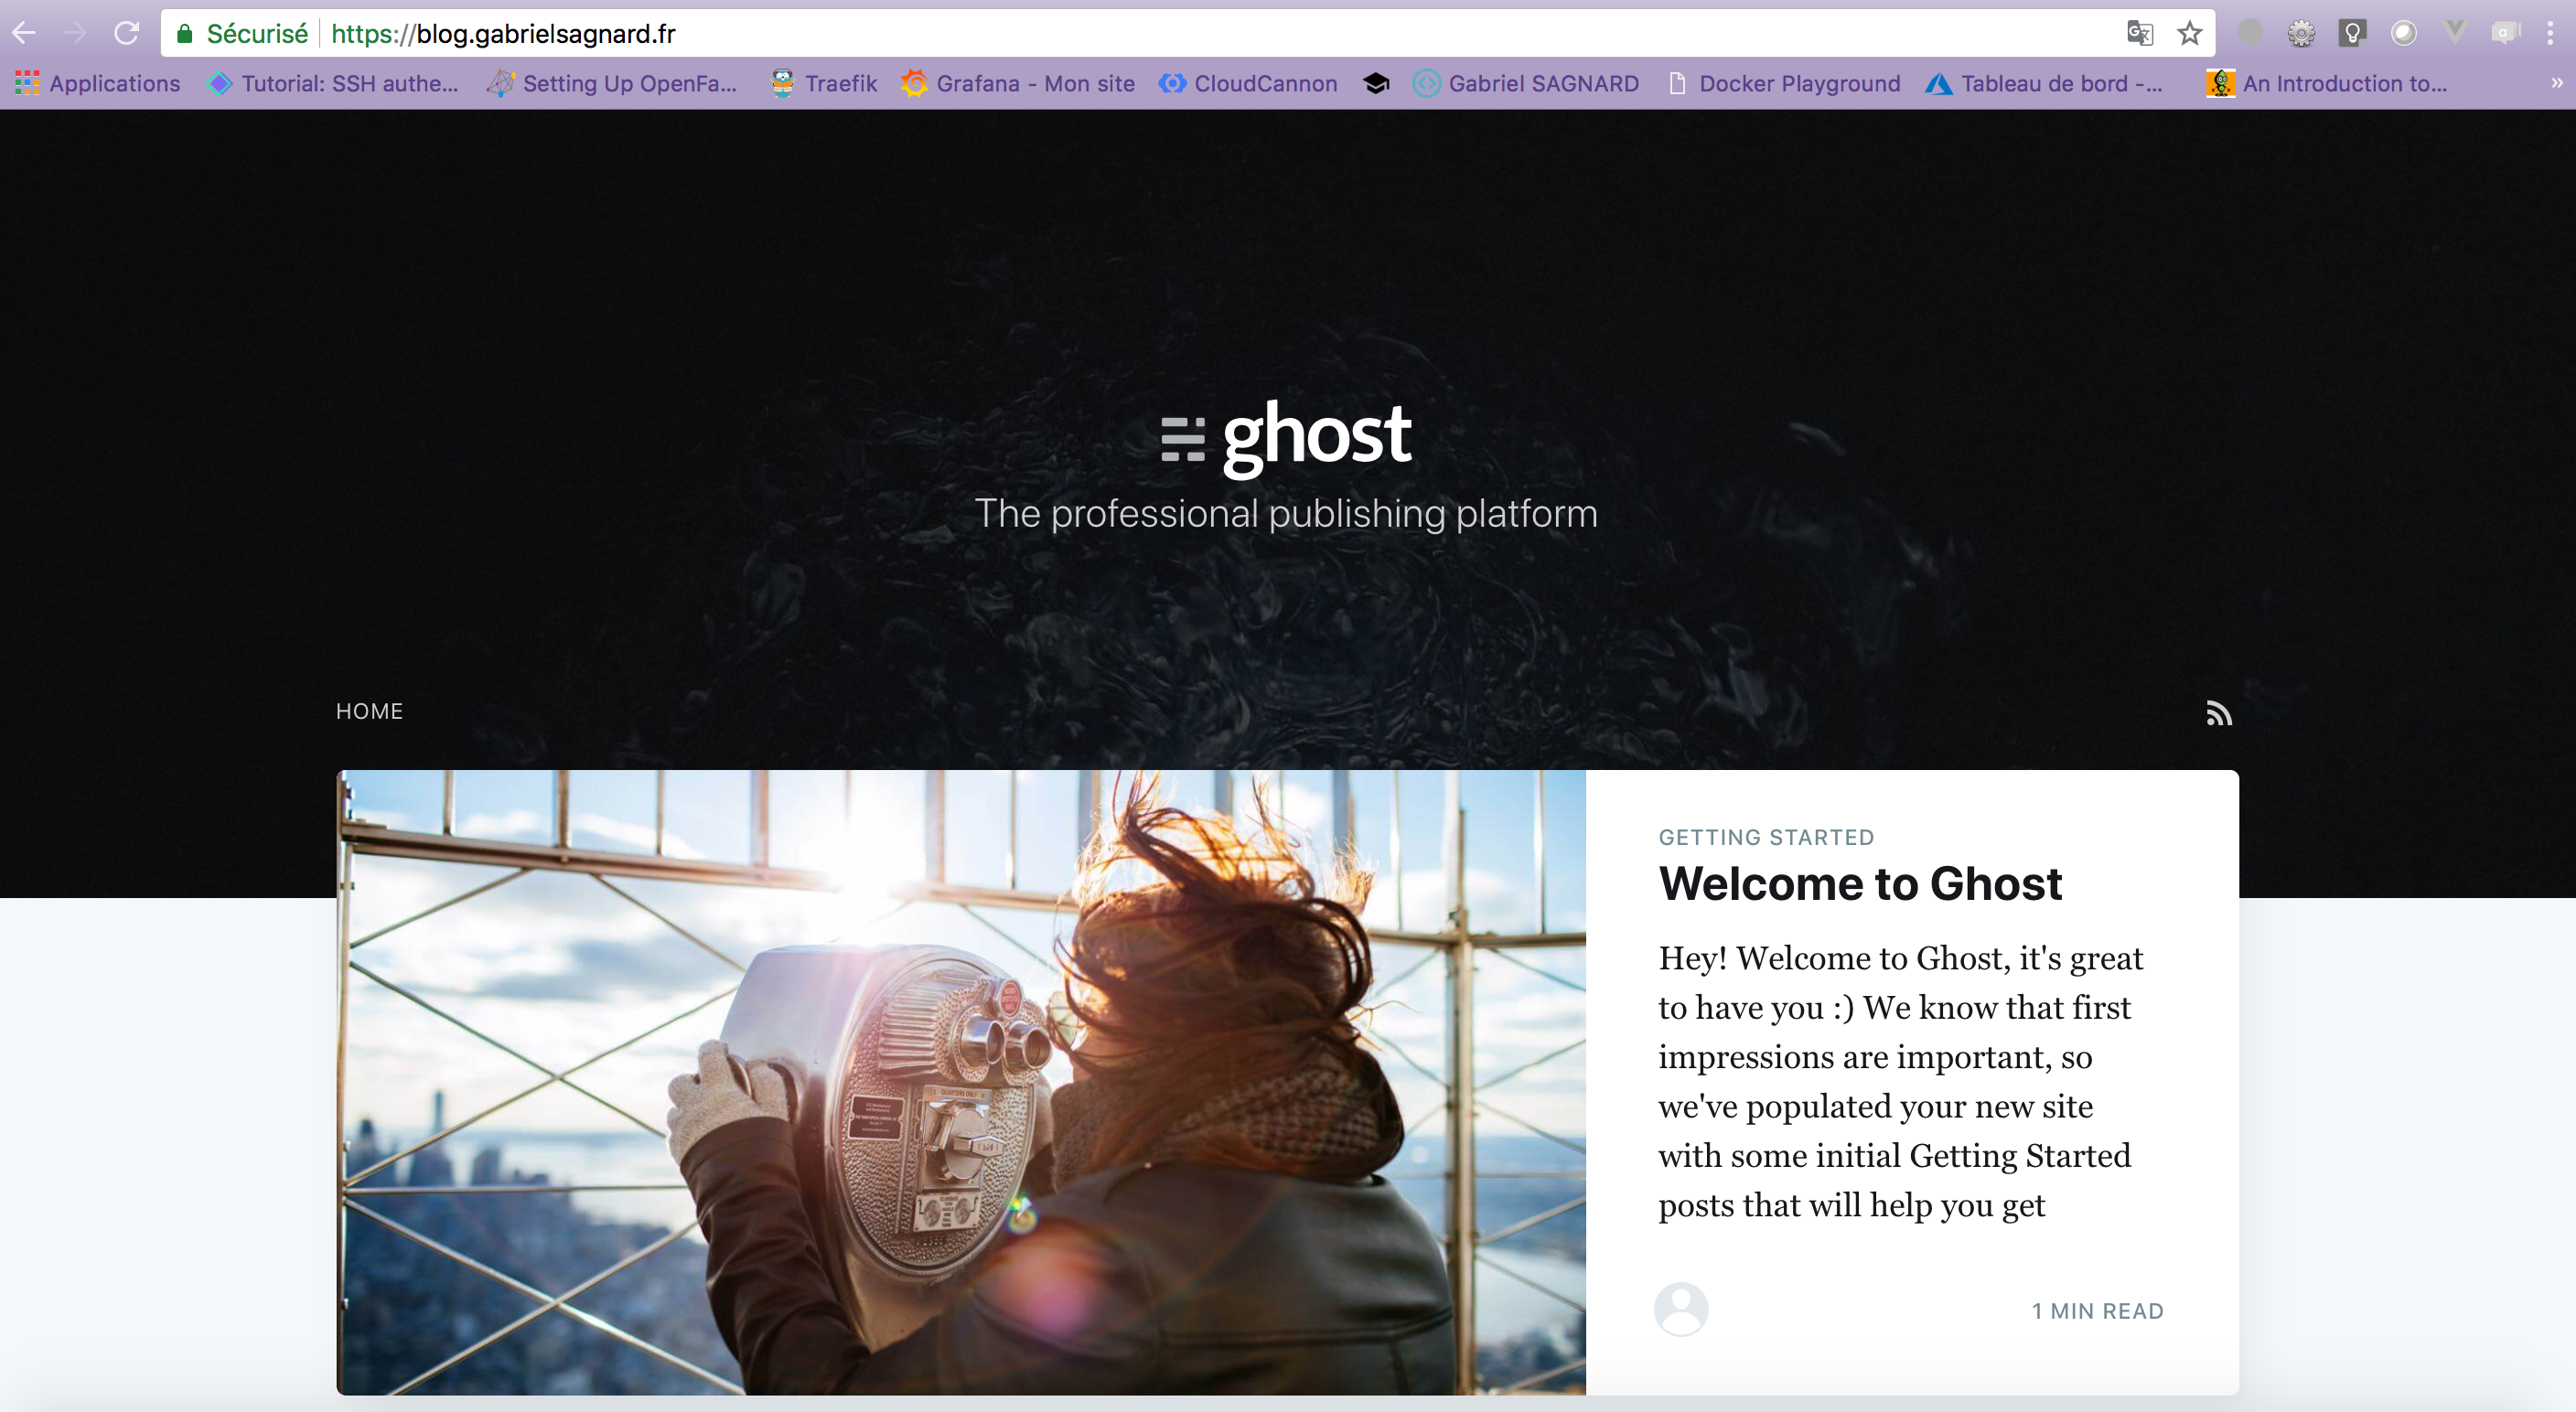 Sécurisé https://blog.gabrielsagnard.fr
Applications Tutorial: SSH authe... Setting Up OpenFa... Traefik Grafana - Mon site CloudCannon Gabriel SAGNARD Docker Playground Tableau de bord -... An Introduction to... »
ghost
The professional publishing platform
HOME
GETTING STARTED
Welcome to Ghost
Hey! Welcome to Ghost, it's great
to have you :) We know that first
impressions are important, so
we've populated your new site
with some initial Getting Started
posts that will help you get
1 MIN READ
QUARTERS ONLY